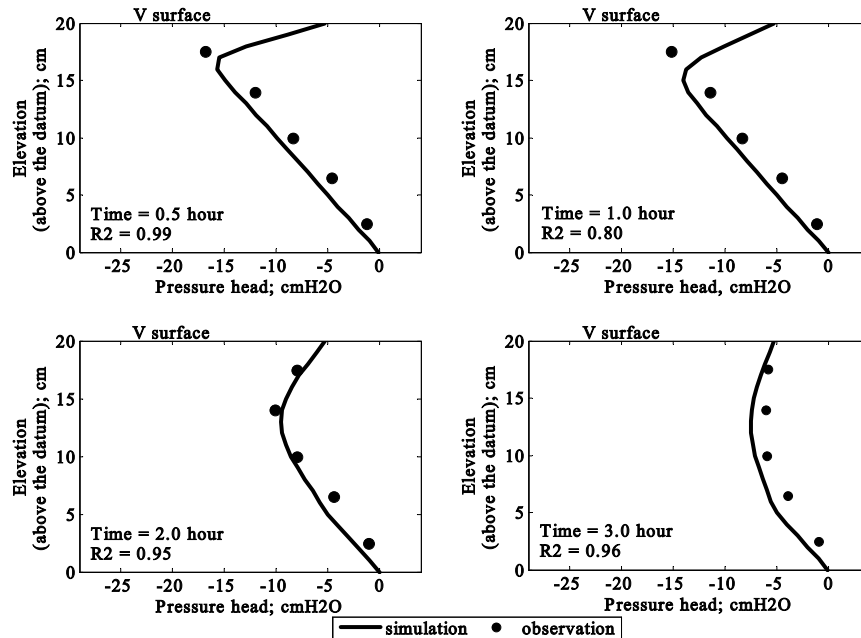 V surface
20
15
10
5
0
Elevation
(above the datum); cm
Time = 0.5 hour
R2 = 0.99
-25 -20 -15 -10 -5 0
Pressure head; cmH2O
V surface
20
15
10
5
0
Elevation
(above the datum); cm
Time = 1.0 hour
R2 = 0.80
-25 -20 -15 -10 -5 0
Pressure head, cmH2O
V surface
20
15
10
5
0
Elevation
(above the datum); cm
Time = 2.0 hour
R2 = 0.95
-25 -20 -15 -10 -5 0
Pressure head; cmH2O
V surface
20
15
10
5
0
Elevation
(above the datum); cm
Time = 3.0 hour
R2 = 0.96
-25 -20 -15 -10 -5 0
Pressure head; cmH2O
simulation observation